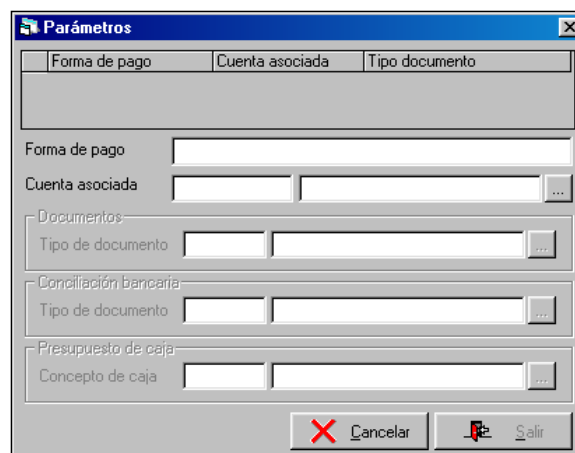 Parámetros
Forma de pago Cuenta asociada Tipo documento
Forma de pago
Cuenta asociada ...
Documentos
Tipo de documento ...
Conciliación bancaria
Tipo de documento ...
Presupuesto de caja
Concepto de caja ...
Cancelar Salir